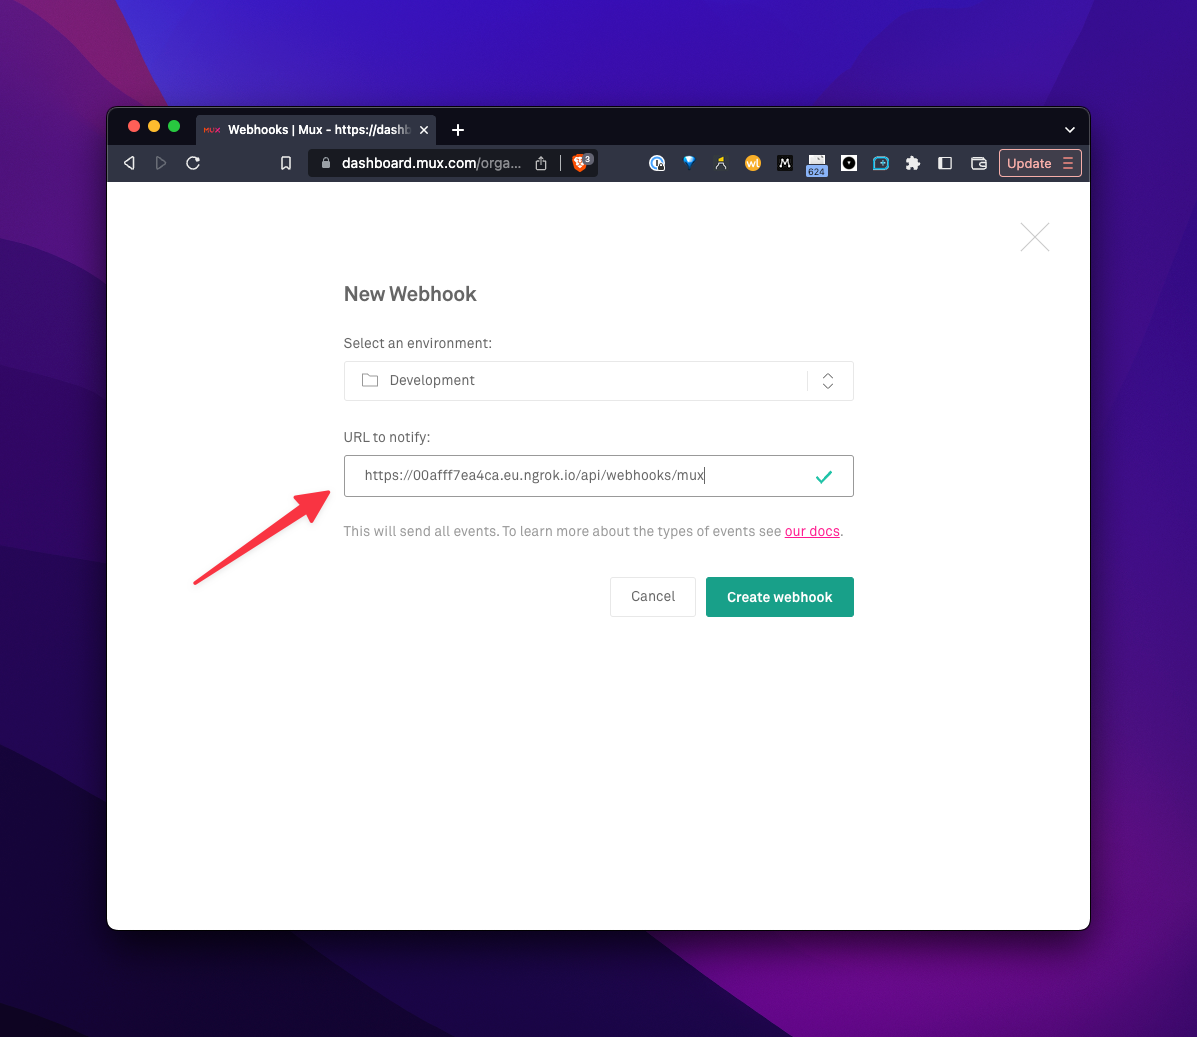 MUX Webhooks | Mux - https://dashb
dashboard.mux.com/orga... 3 wl M 624 Update
New Webhook
Select an environment:
Development
URL to notify:
https://00afff7ea4ca.eu.ngrok.io/api/webhooks/mux
This will send all events. To learn more about the types of events see our docs.
Cancel Create webhook